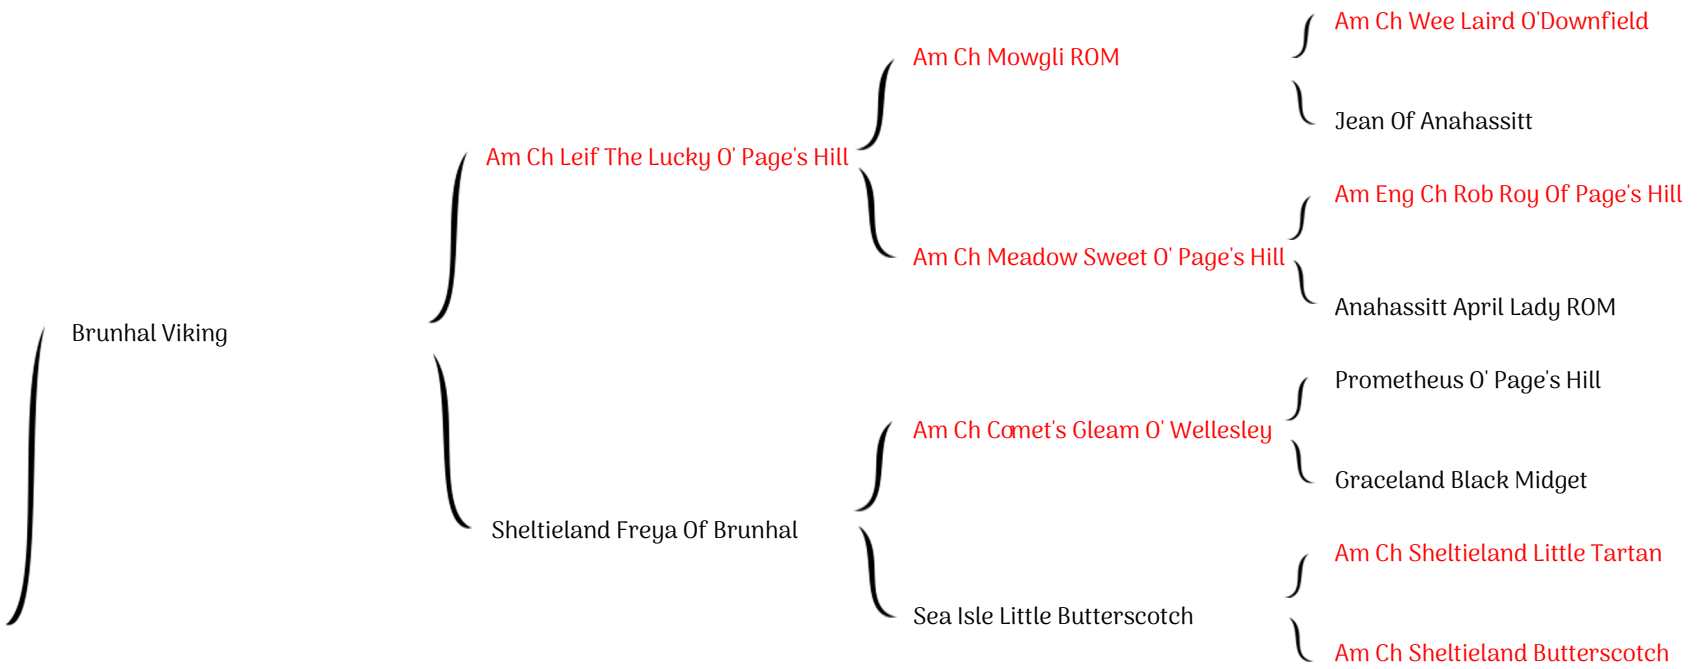 Am Ch Wee Laird O'Downfield
Am Ch Mowgli ROM
Jean Of Anahassitt
Am Ch Leif The Lucky O' Page's Hill
Am Eng Ch Rob Roy Of Page's Hill
Am Ch Meadow Sweet O' Page's Hill
Anahassitt April Lady ROM
Brunhal Viking
Prometheus O' Page's Hill
Am Ch Comet's Gleam O' Wellesley
Graceland Black Midget
Sheltieland Freya Of Brunhal
Am Ch Sheltieland Little Tartan
Sea Isle Little Butterscotch
Am Ch Sheltieland Butterscotch